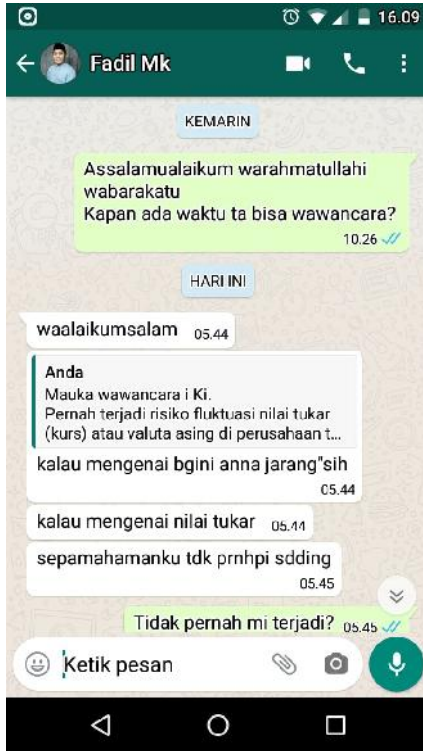 16.09
Fadil Mk
KEMARIN
Assalamualaikum warahmatullahi
wabarakatu
Kapan ada waktu ta bisa wawancara?
10.26
HARI INI
waalaikumsalam 05.44
Anda
Mauka wawancara i Ki.
Pernah terjadi risiko fluktuasi nilai tukar
(kurs) atau valuta asing di perusahaan t...
kalau mengenai bgini anna jarang"sih
05.44
kalau mengenai nilai tukar 05.44
sepamahamanku tdk prnhpi sdding
05.45
Tidak pernah mi terjadi? 05.45
Ketik pesan